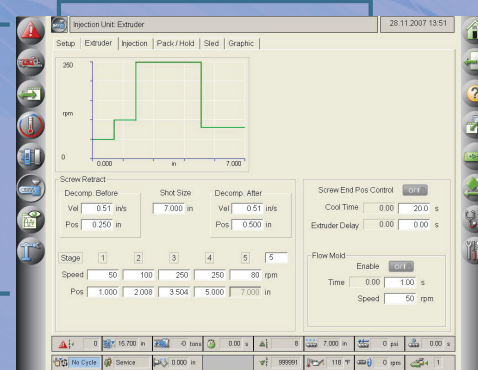 Injection Unit: Extruder
28.11.2007 13:51
Setup Extruder Injection Pack / Hold Sled Graphic
250
rpm
0
0.000 in 7.000
Screw Retract
Decomp. Before Shot Size Decomp. After
Vel 0.51 in/s 7.000 in Vel 0.51 in/s
Pos 0.250 in Pos 0.500 in
Screw End Pos Control 0/1
Cool Time 0.00 20.0 s
Extruder Delay 0.00 0.00 s
Stage 1 2 3 4 5 5
Speed 50 100 250 250 80 rpm
Pos 1.000 2.008 3.504 5.000 7.000 in
Flow Mold
Enable 0/1
Time 0.00 1.00 s
Speed 50 rpm
0 15.700 in -0 tons 0.00 s 8 7.000 in 0 psi 0.00 s
No Cycle Service 0.000 in 999991 118 °F 0 rpm 1